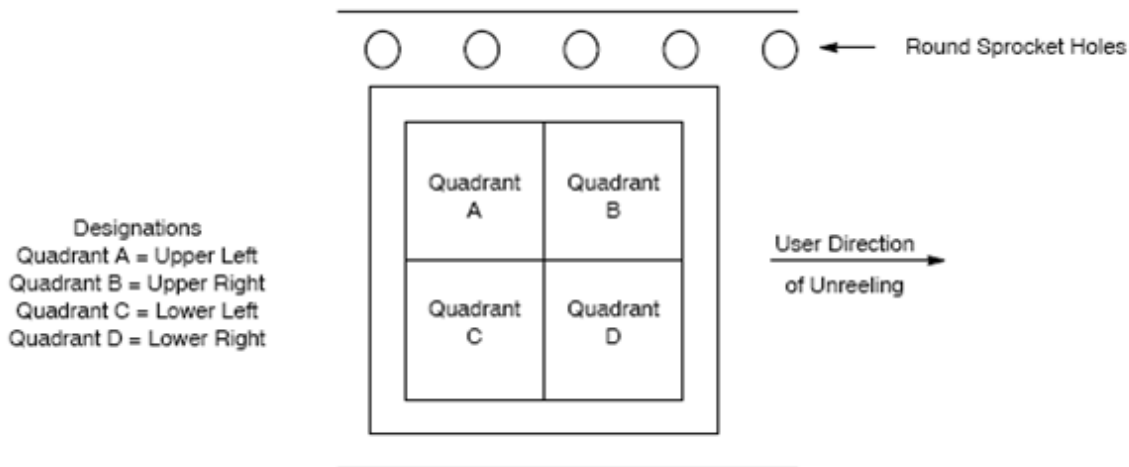 Round Sprocket Holes
Quadrant
A
Quadrant
B
Designations
Quadrant A = Upper Left
Quadrant B = Upper Right
Quadrant C = Lower Left
Quadrant D = Lower Right
User Direction
of Unreeling
Quadrant
C
Quadrant
D